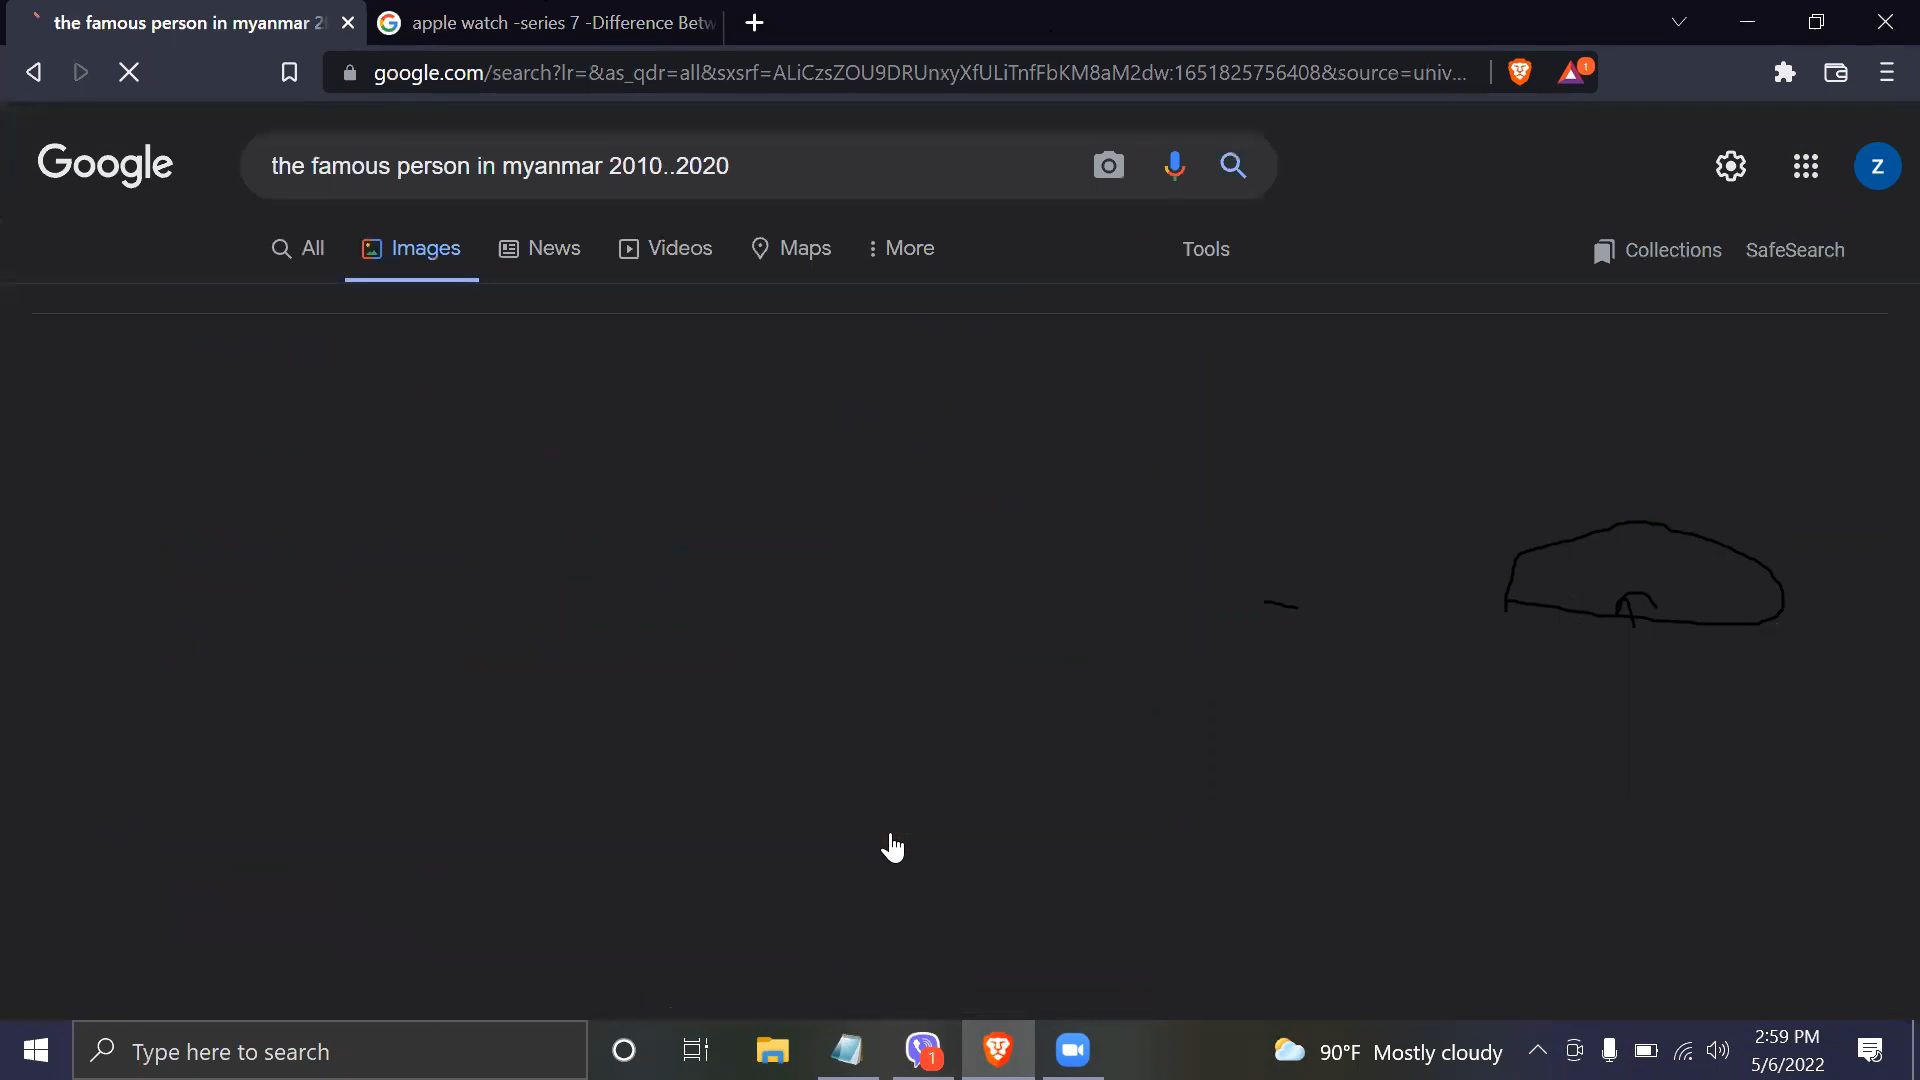 the famous person in myanmar 2
apple watch -series 7 -Difference Betw
google.com/search?lr=&as_qdr=all&sxsrf=ALiCzsZOU9DRUnxyXfULiTnfFbKM8aM2dw:1651825756408&source=univ...
1
Google
the famous person in myanmar 2010..2020
Z
All
Images
News
Videos
Maps
More
Tools
Collections
SafeSearch
Type here to search
1
90°F Mostly cloudy
2:59 PM
5/6/2022